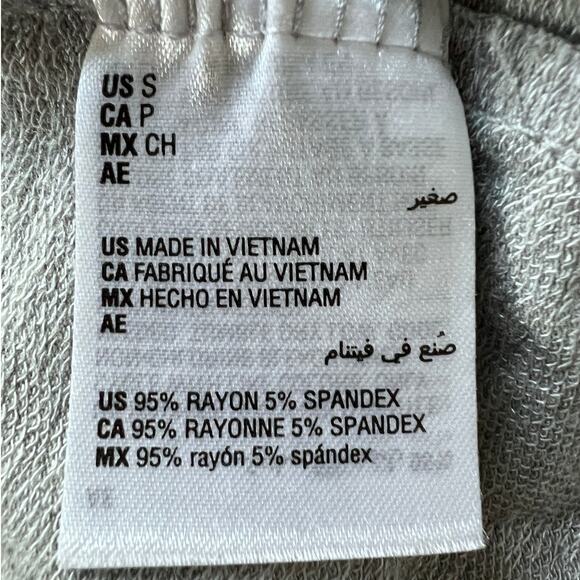 US S
CA P
MX CH
AE
صغير
US MADE IN VIETNAM
CA FABRIQUÉ AU VIETNAM
MX HECHO EN VIETNAM
AE
صُنع في فيتنام
US 95% RAYON 5% SPANDEX
CA 95% RAYONNE 5% SPANDEX
MX 95% rayón 5% spándex